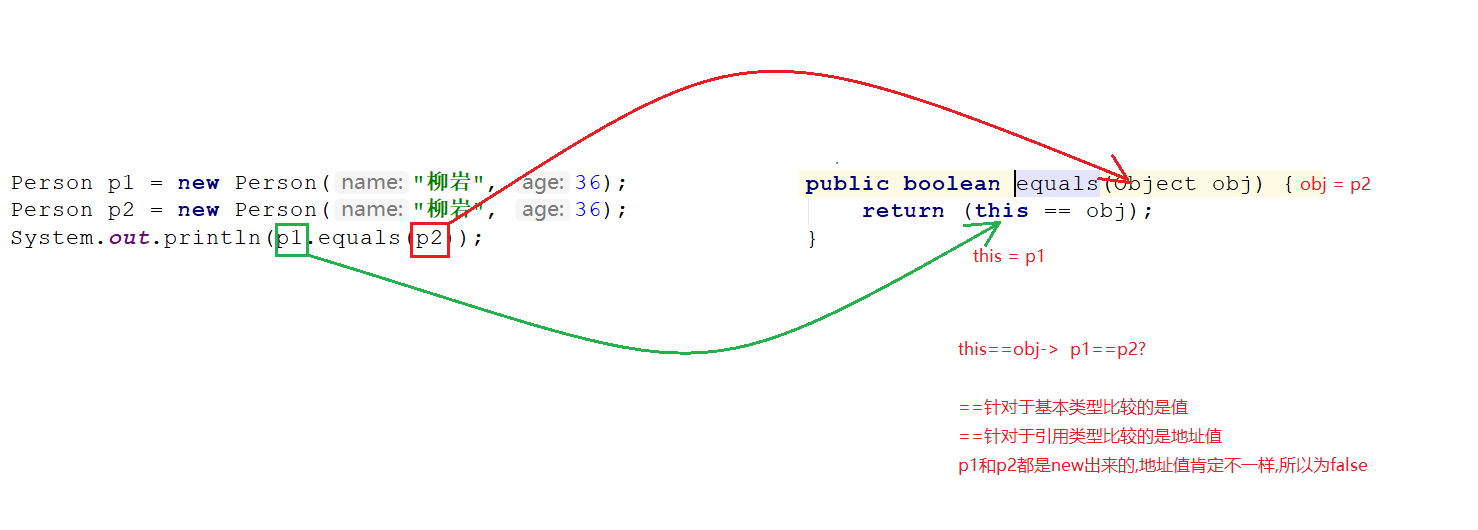 Person p1 = new Person( name: "柳岩", age: 36);
Person p2 = new Person( name: "柳岩", age: 36);
System.out.println(p1.equals(p2));
public boolean equals(Object obj) { obj = p2
return (this == obj);
}
this = p1
this==obj-> p1==p2?
==针对于基本类型比较的是值
==针对于引用类型比较的是地址值
p1和p2都是new出来的,地址值肯定不一样,所以为false